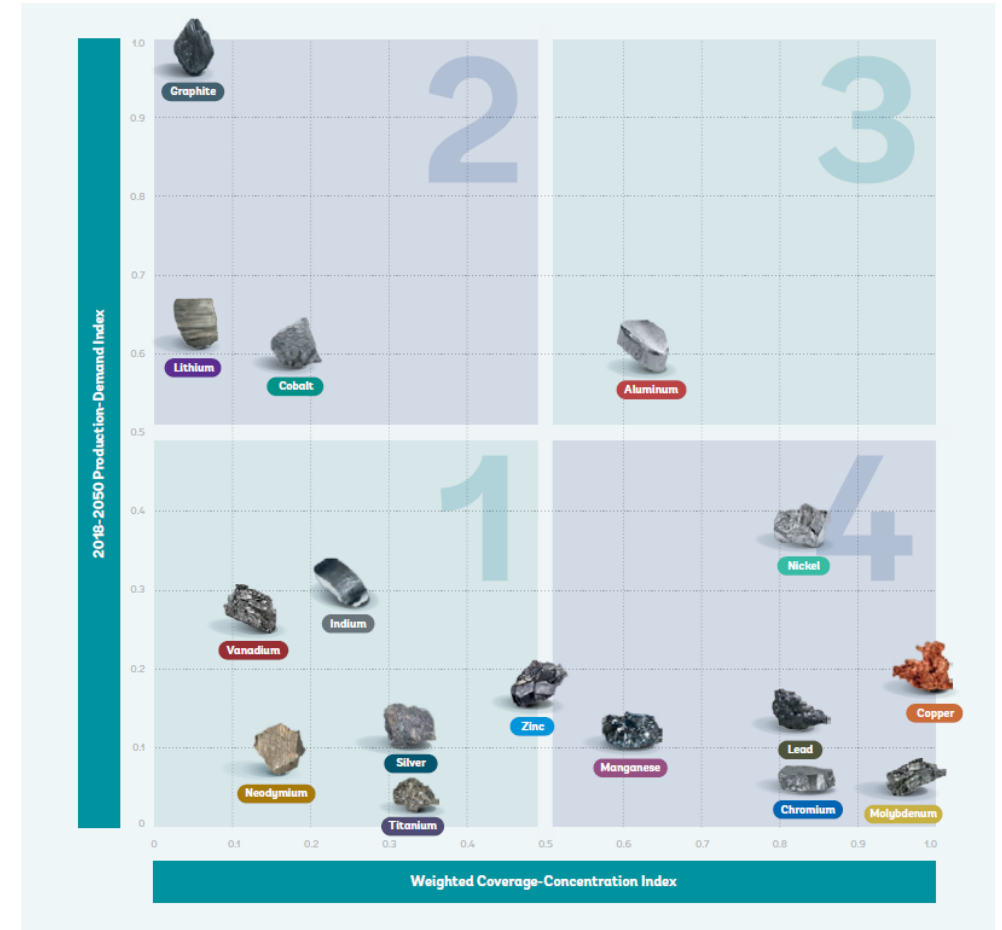 2018-2050 Production-Demand Index
1.0
0.9
0.8
0.7
0.6
0.5
0.4
0.3
0.2
0.1
0
2
3
1
4
Graphite
Lithium
Cobalt
Aluminum
Nickel
Indium
Vanadium
Zinc
Copper
Manganese
Lead
Silver
Neodymium
Chromium
Molybdenum
Titanium
0 0.1 0.2 0.3 0.4 0.5 0.6 0.7 0.8 0.9 1.0
Weighted Coverage-Concentration Index